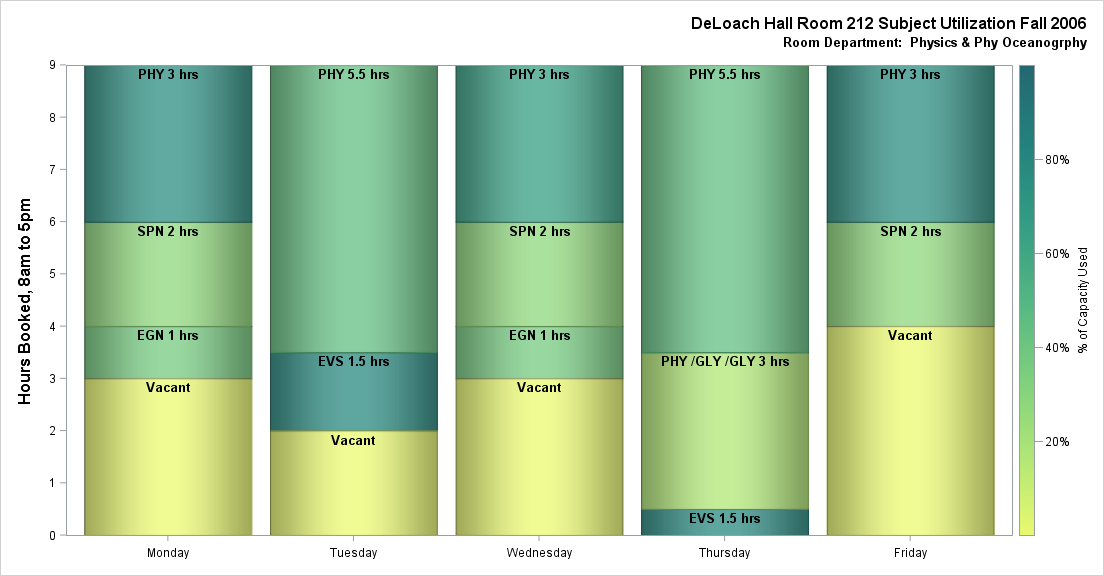 DeLoach Hall Room 212 Subject Utilization Fall 2006
Room Department: Physics & Phy Oceanogrphy
Hours Booked, 8am to 5pm
9
8
7
6
5
4
3
2
1
0
PHY 3 hrs
SPN 2 hrs
EGN 1 hrs
Vacant
Monday
PHY 5.5 hrs
EVS 1.5 hrs
Vacant
Tuesday
PHY 3 hrs
SPN 2 hrs
EGN 1 hrs
Vacant
Wednesday
PHY 5.5 hrs
PHY /GLY /GLY 3 hrs
EVS 1.5 hrs
Thursday
PHY 3 hrs
SPN 2 hrs
Vacant
Friday
80%
60%
40%
20%
% of Capacity Used